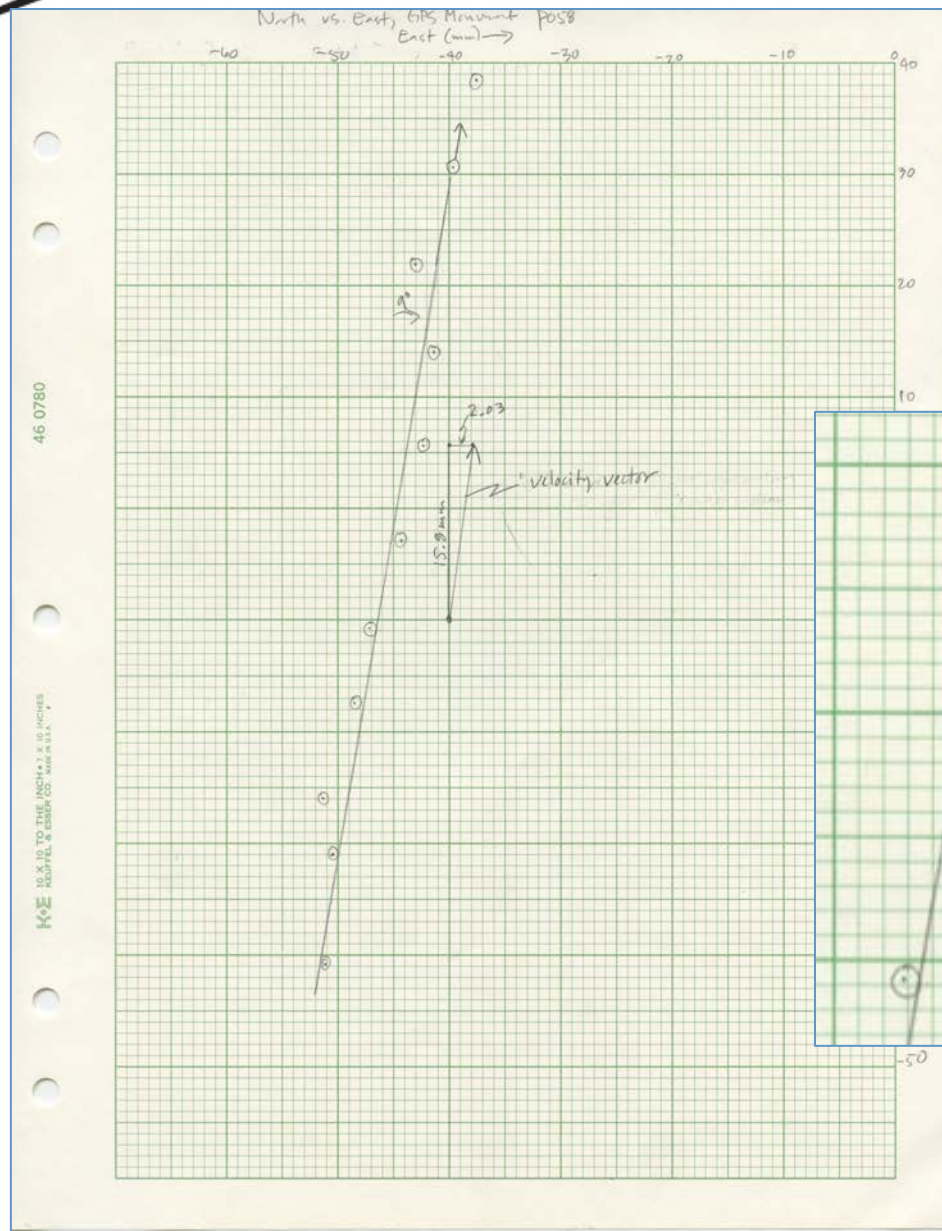 North vs. East, GPS Monument P058
East (mm) →
-60 -50 -40 -30 -20 -10 0
40
30
20
10
9°
2.03
velocity vector
15.8 mm
-50
46 0780
K+E 10 X 10 TO THE INCH • 7 X 10 INCHES
KEUFFEL & ESSER CO. MADE IN U.S.A.